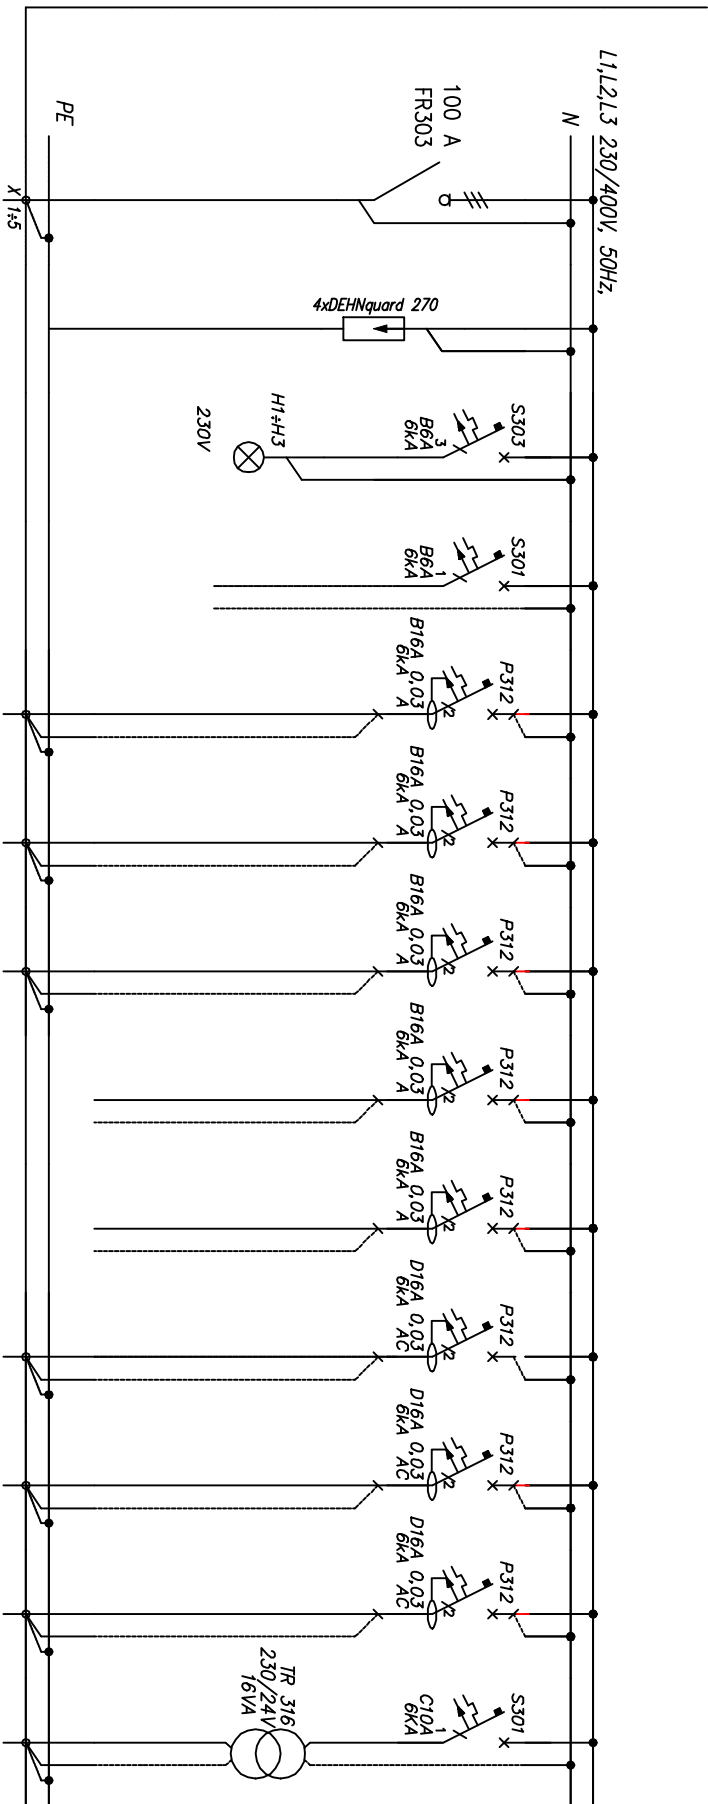 L1,L2,L3 230/400V, 50Hz,
N
PE
100 A
FR303
X 1÷5
4xDEHNquard 270
S303
3
B6A
6kA
H1÷H3
230V
S301
1
B6A
6kA
P312
2
B16A 0,03
6kA A
P312
2
B16A 0,03
6kA A
P312
2
B16A 0,03
6kA A
P312
2
B16A 0,03
6kA A
P312
2
B16A 0,03
6kA A
P312
2
D16A 0,03
6kA AC
P312
2
D16A 0,03
6kA AC
P312
2
D16A 0,03
6kA AC
S301
1
C10A
6KA
TR 316
230/24V
16VA